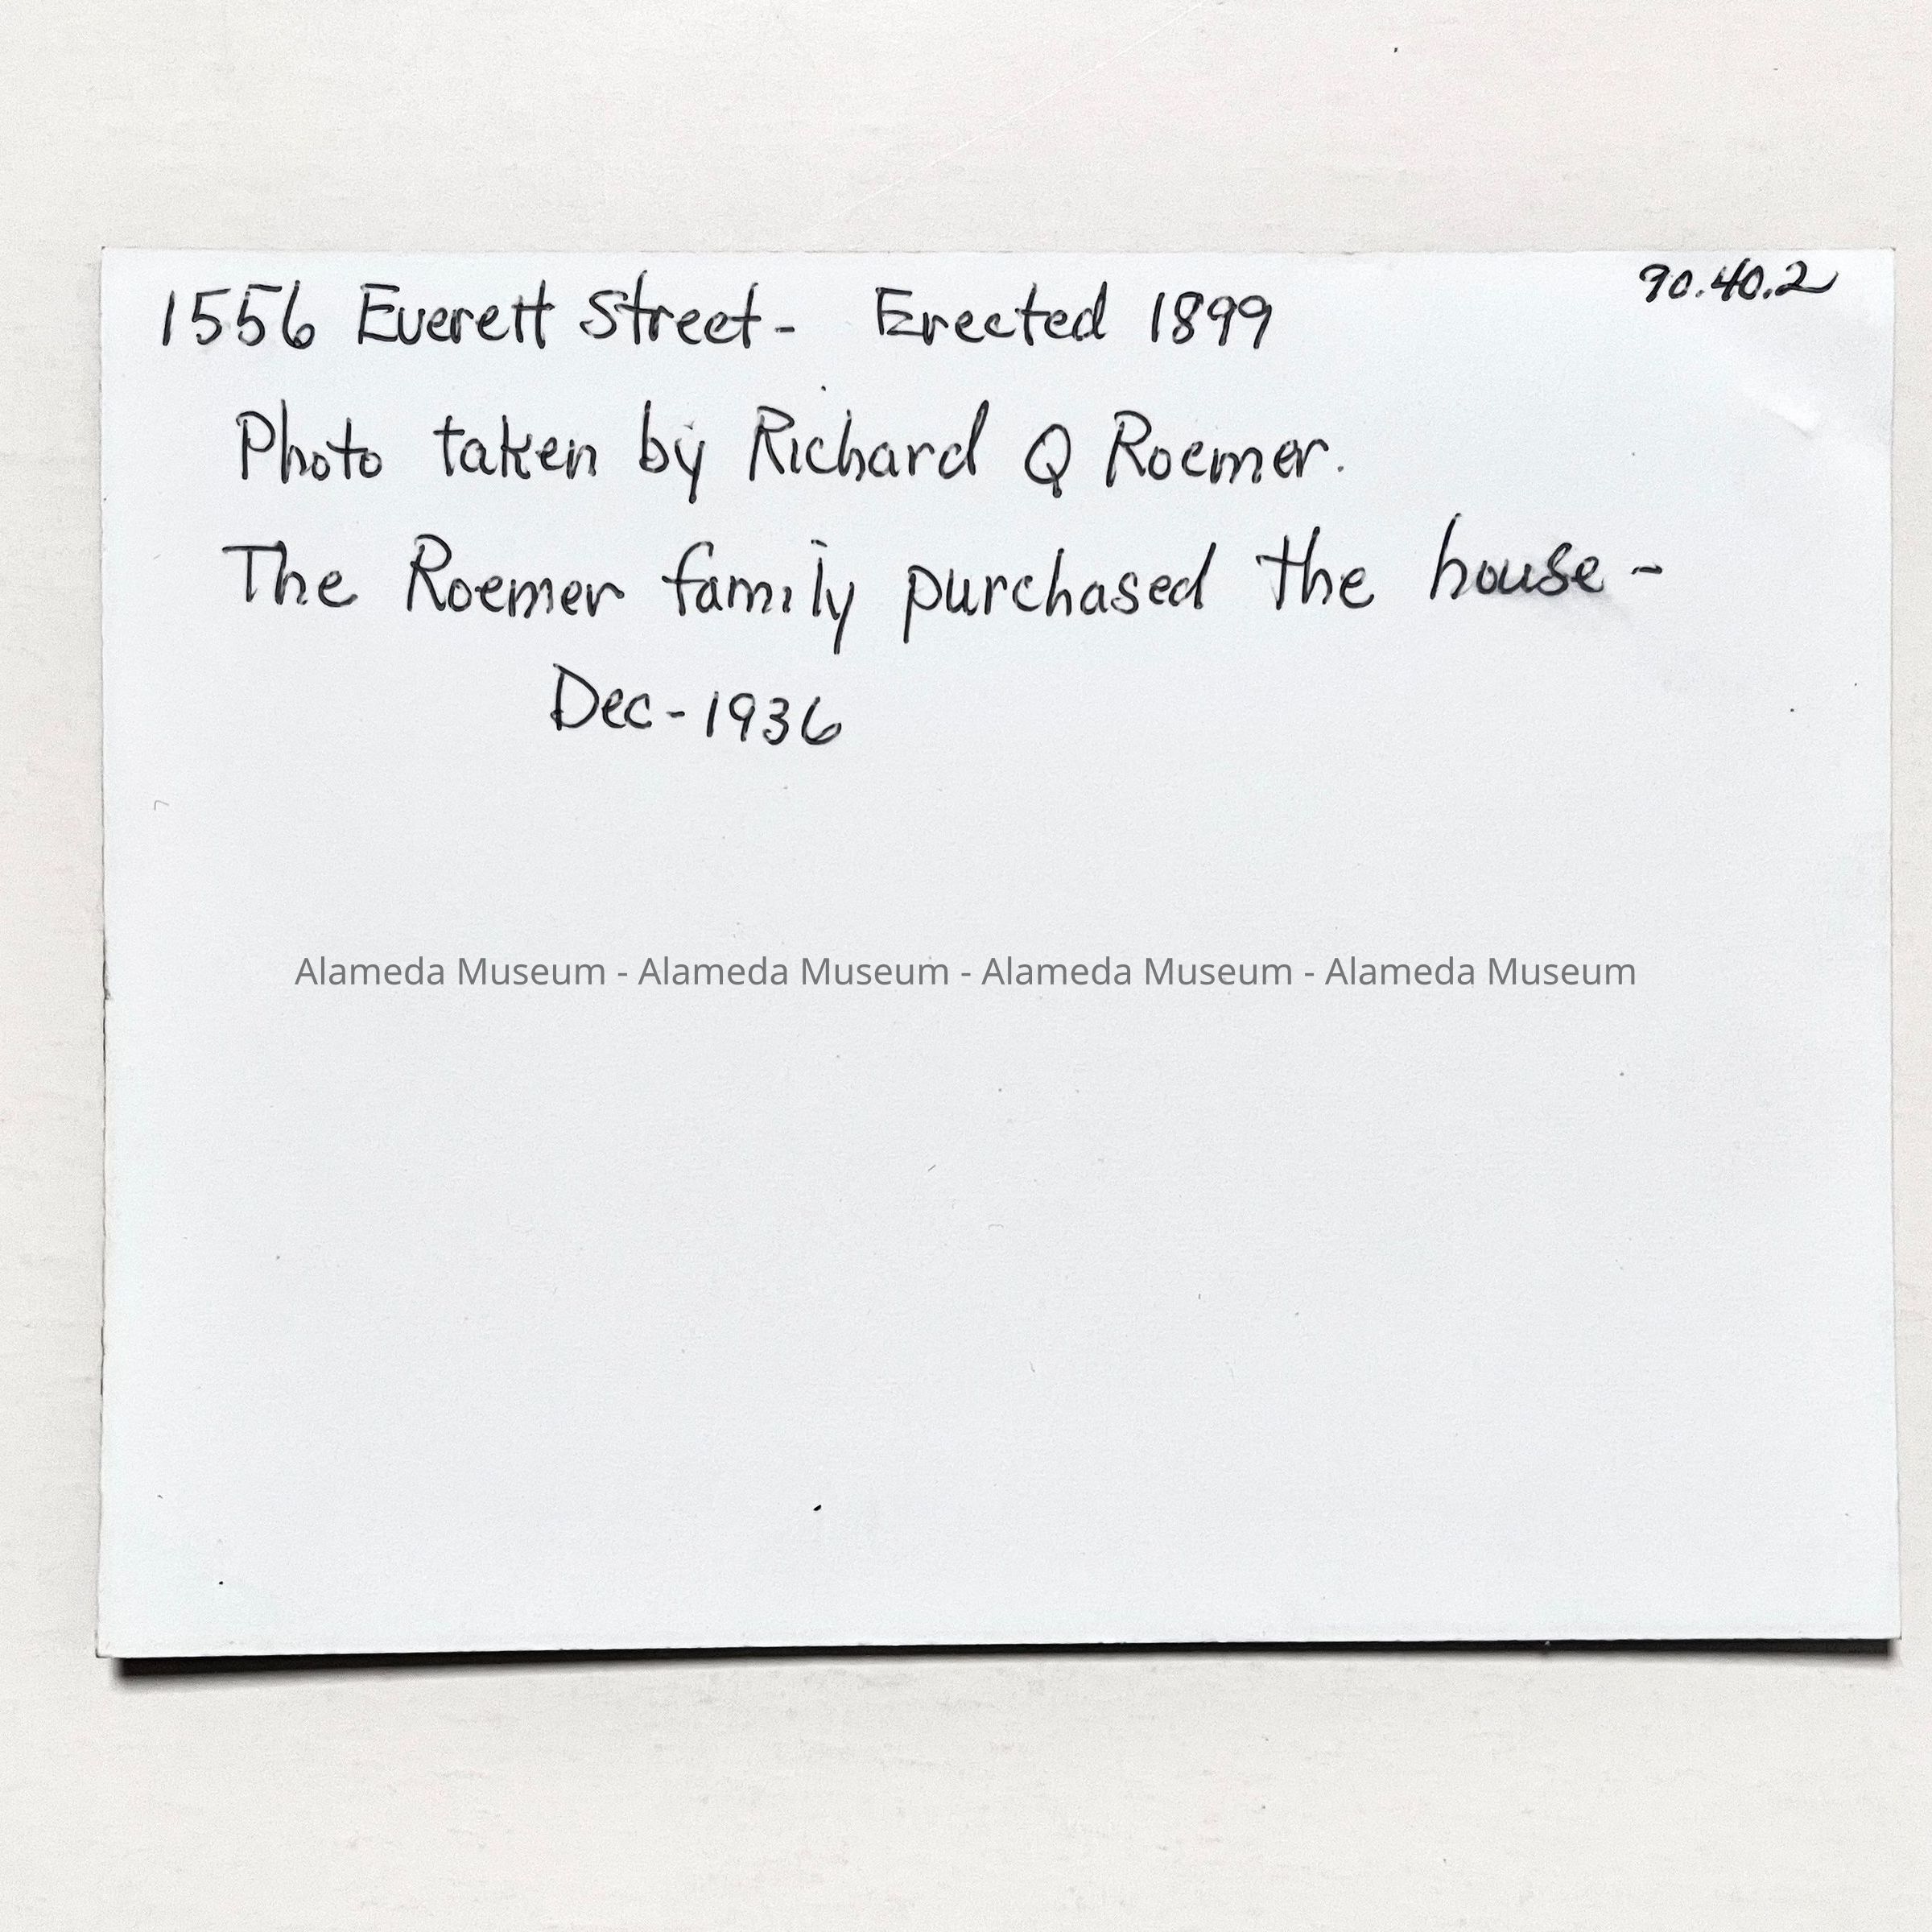 90.40.2
1556 Everett Street- Erected 1899
Photo taken by Richard Q Roemer.
The Roemer family purchased the house-
Dec-1936
Alameda Museum - Alameda Museum - Alameda Museum - Alameda Museum